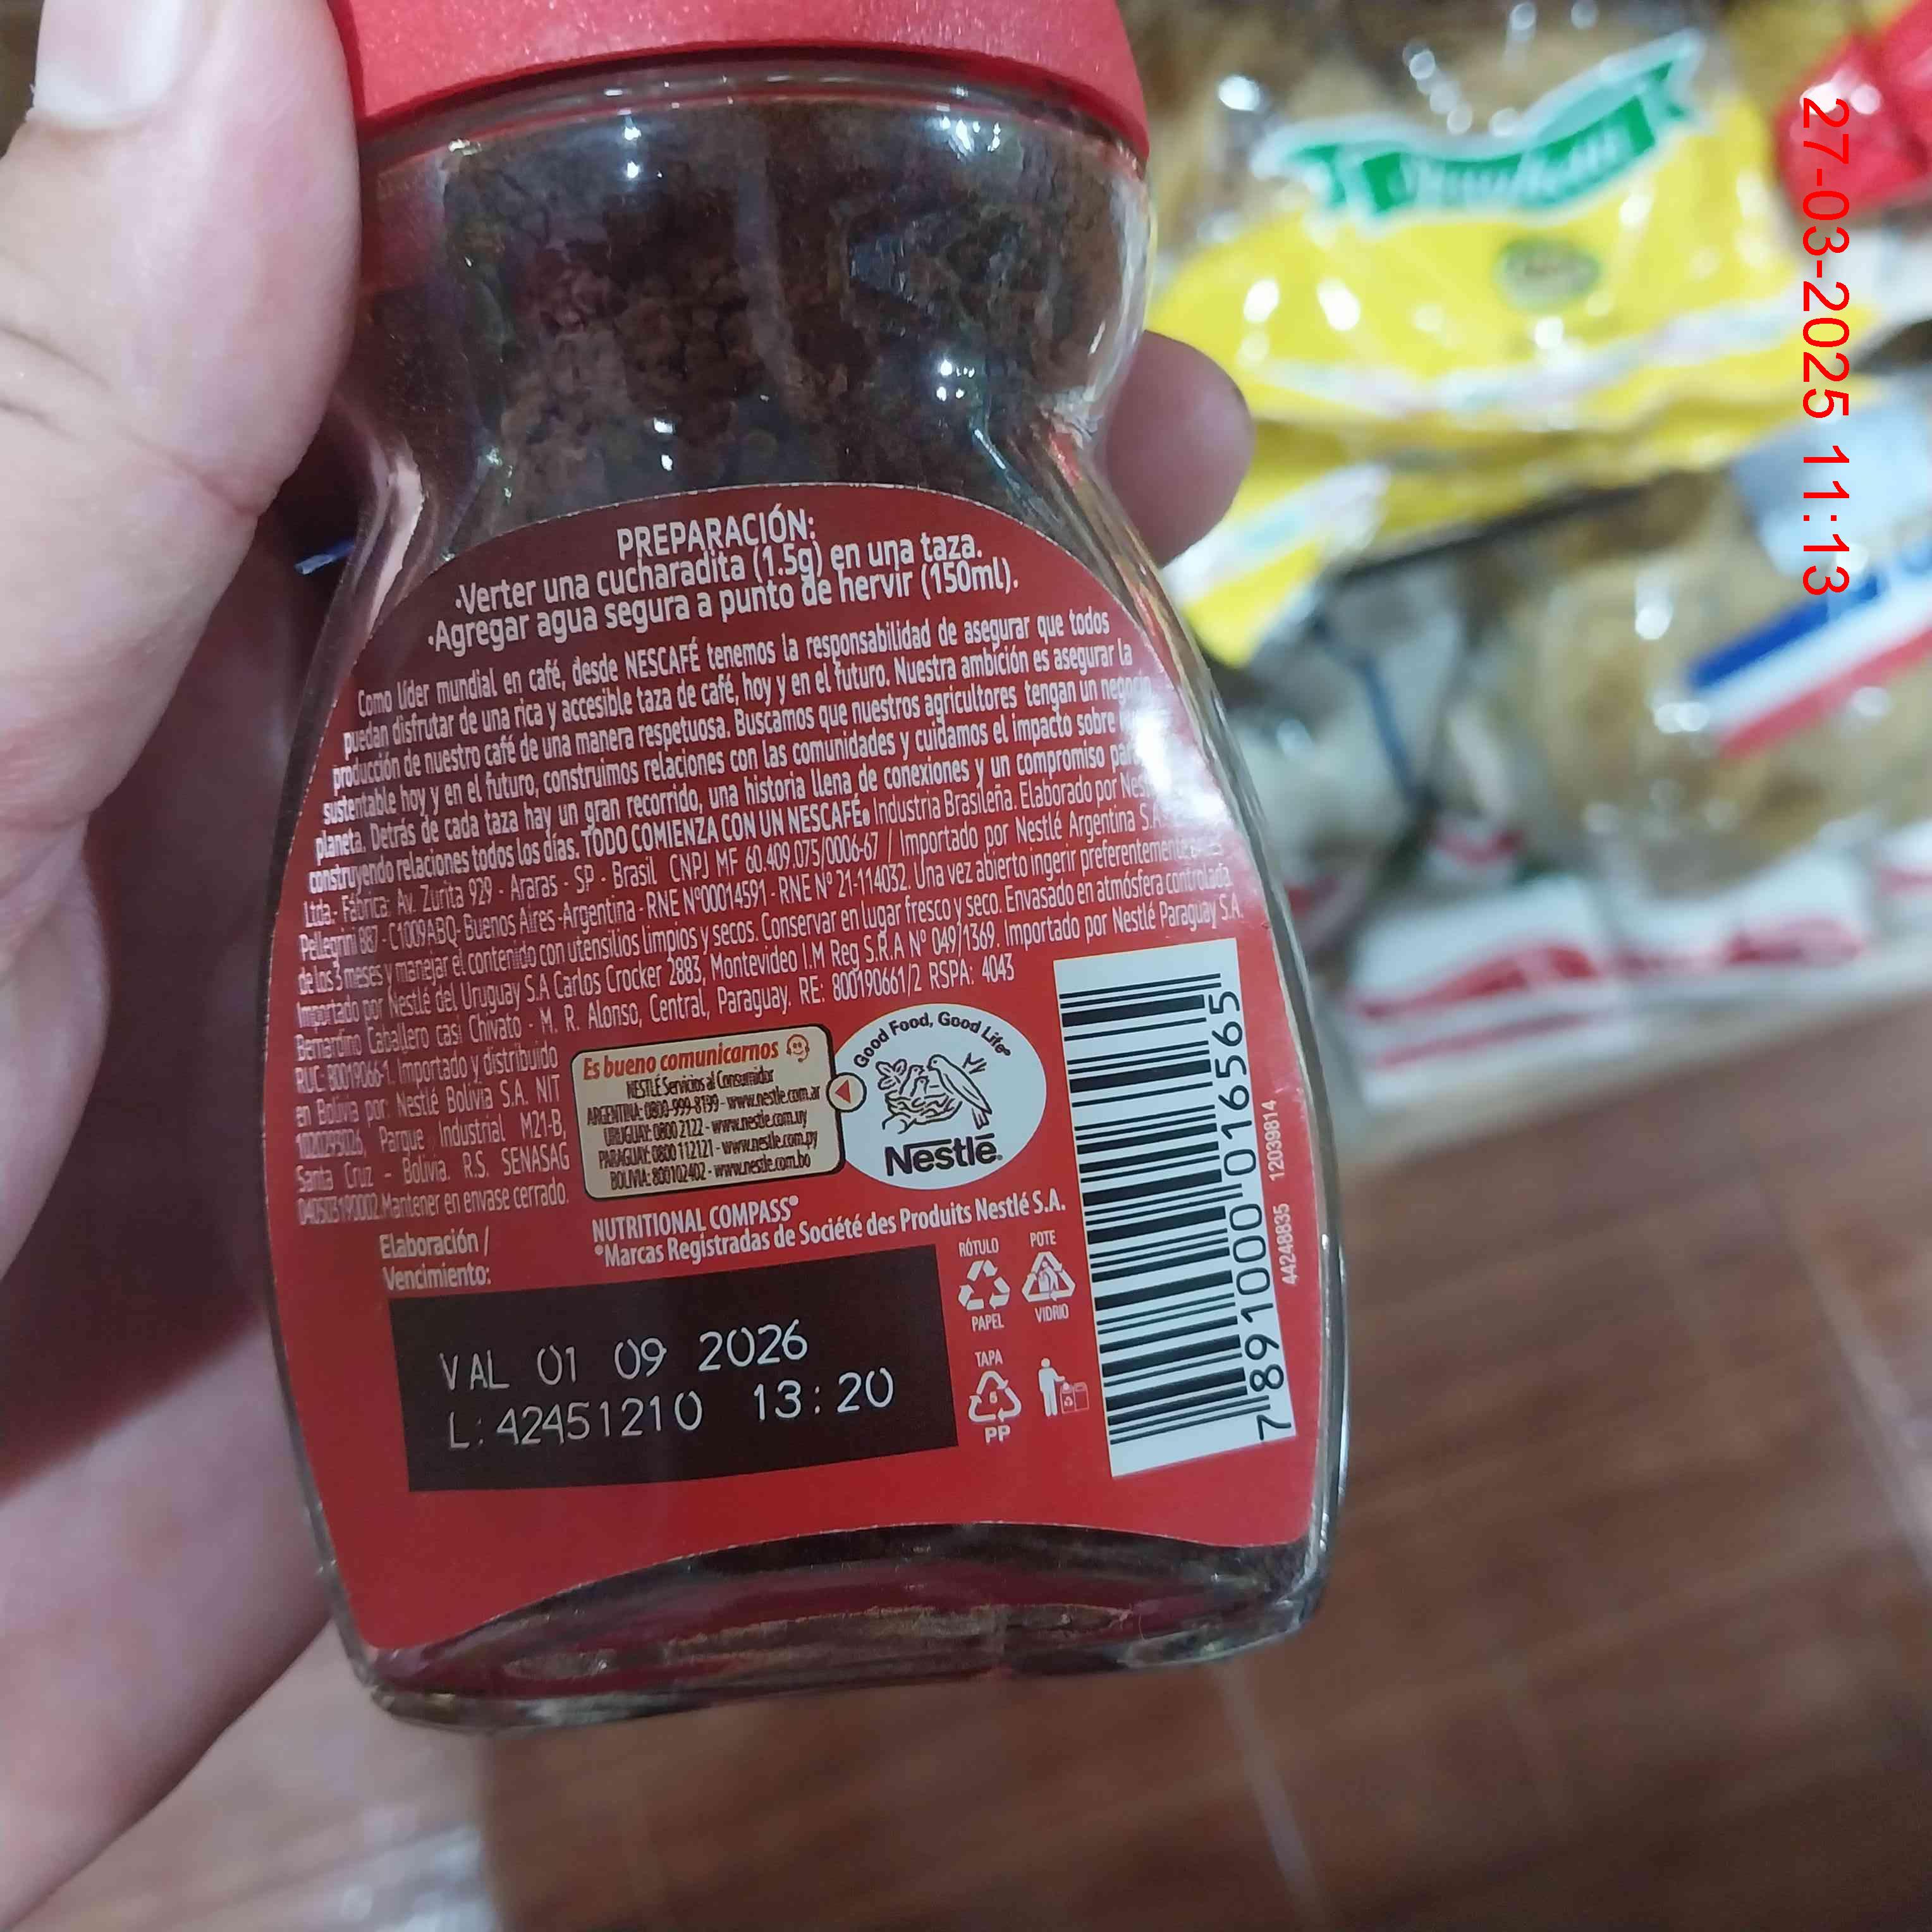 PREPARACIÓN:
•Verter una cucharadita (1.5g) en una taza.
•Agregar agua segura a punto de hervir (150ml).
Como líder mundial en café, desde NESCAFÉ tenemos la responsabilidad de asegurar que todos
puedan disfrutar de una rica y accesible taza de café, hoy y en el futuro. Nuestra ambición es asegurar la
producción de nuestro café de una manera respetuosa. Buscamos que nuestros agricultores tengan un negocio
sustentable hoy y en el futuro, construimos relaciones con las comunidades y cuidamos el impacto sobre
planeta. Detrás de cada taza hay un gran recorrido, una historia llena de conexiones y un compromiso
construyendo relaciones todos los días. TODO COMIENZA CON UN NESCAFÉ® Industria Brasileña. Elaborado por
Ltda - Fábrica: Av. Zurita 929 - Araras - SP - Brasil CNPJ MF 60.409.075/0006-67 / Importado por Nestlé Argentina S.A.
Pellegrini 887 - C1009ABQ- Buenos Aires -Argentina - RNE Nº00014591 - RNE Nº 21-114032. Una vez abierto ingerir preferentemente
de los 3 meses y manejar el contenido con utensilios limpios y secos. Conservar en lugar fresco y seco. Envasado en atmósfera controlada.
Importado por Nestlé del Uruguay S.A Carlos Crocker 2883, Montevideo I.M Reg S.R.A Nº 049/1369. Importado por Nestlé Paraguay S.A.
Bernardino Caballero casi Chivato - M. R. Alonso, Central, Paraguay. RE: 800190661/2 RSPA: 4043
RUC: 80019066-1. Importado y distribuido
en Bolivia por: Nestlé Bolivia S.A. NIT
Parque Industrial M21-B,
Santa Cruz - Bolivia. R.S. SENASAG
Mantener en envase cerrado.
Es bueno comunicarnos
NESTLÉ Servicios al Consumidor
ARGENTINA: 0800-999-8199 - www.nestle.com.ar
URUGUAY: 0800 2122 - www.nestle.com.uy
PARAGUAY: 0800 112121 - www.nestle.com.py
BOLIVIA: 800102402 - www.nestle.com.bo
Good Food, Good Life®
Nestlé®
NUTRITIONAL COMPASS®
®Marcas Registradas de Société des Produits Nestlé S.A.
Elaboración /
Vencimiento:
VAL 01 09 2026
L: 42451210 13:20
RÓTULO
PAPEL
POTE
VIDRIO
TAPA
5
PP
7 891000 016565
44248835 12039814
27-03-2025 11:13